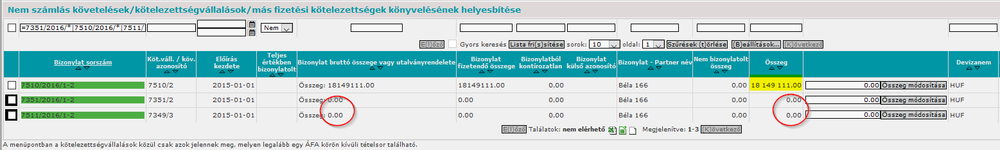 Nem számlás követelések/kötelezettségvállalások/más fizetési kötelezettségek könyvelésének helyesbítése
=7351/2016/*|7510/2016/*|7511/ Nem
E(l)őző Gyors keresés Lista fri(s)sítése sorok: 10 oldal: 1 Szűrések (t)örlése (B)eállítások... (K)övetkező
Bizonylat sorszám Köt.váll. / köv. azonosító Előírás kezdete Teljes értékben bizonylatolt Bizonylat bruttó összege vagy utalványrendelete Bizonylat fizetendő összege Bizonylatból kontírozatlan Bizonylat külső azonosító Bizonylat - Partner név Nem bizonylatolt összeg Összeg Devizanem
7510/2016/1-2 7510/2 2015-01-01 Összeg: 18149111.00 18149111.00 0,00 Béla 166 0,00 18 149 111,00 0.00 Összeg módosítása HUF
7351/2016/1-2 7351/2 2015-01-01 Összeg: 0.00 0.00 0,00 Béla 166 0,00 0,00 0.00 Összeg módosítása HUF
7511/2016/1-2 7349/3 2015-01-01 Összeg: 0.00 0.00 0,00 Béla 166 0,00 0,00 0.00 Összeg módosítása HUF
E(l)őző Találatok: nem elérhető Megjelenítve: 1-3 (K)övetkező
A menüpontban a kötelezettségvállalások közül csak azok jelennek meg, melyen legalább egy ÁFA körön kívüli tételsor található.